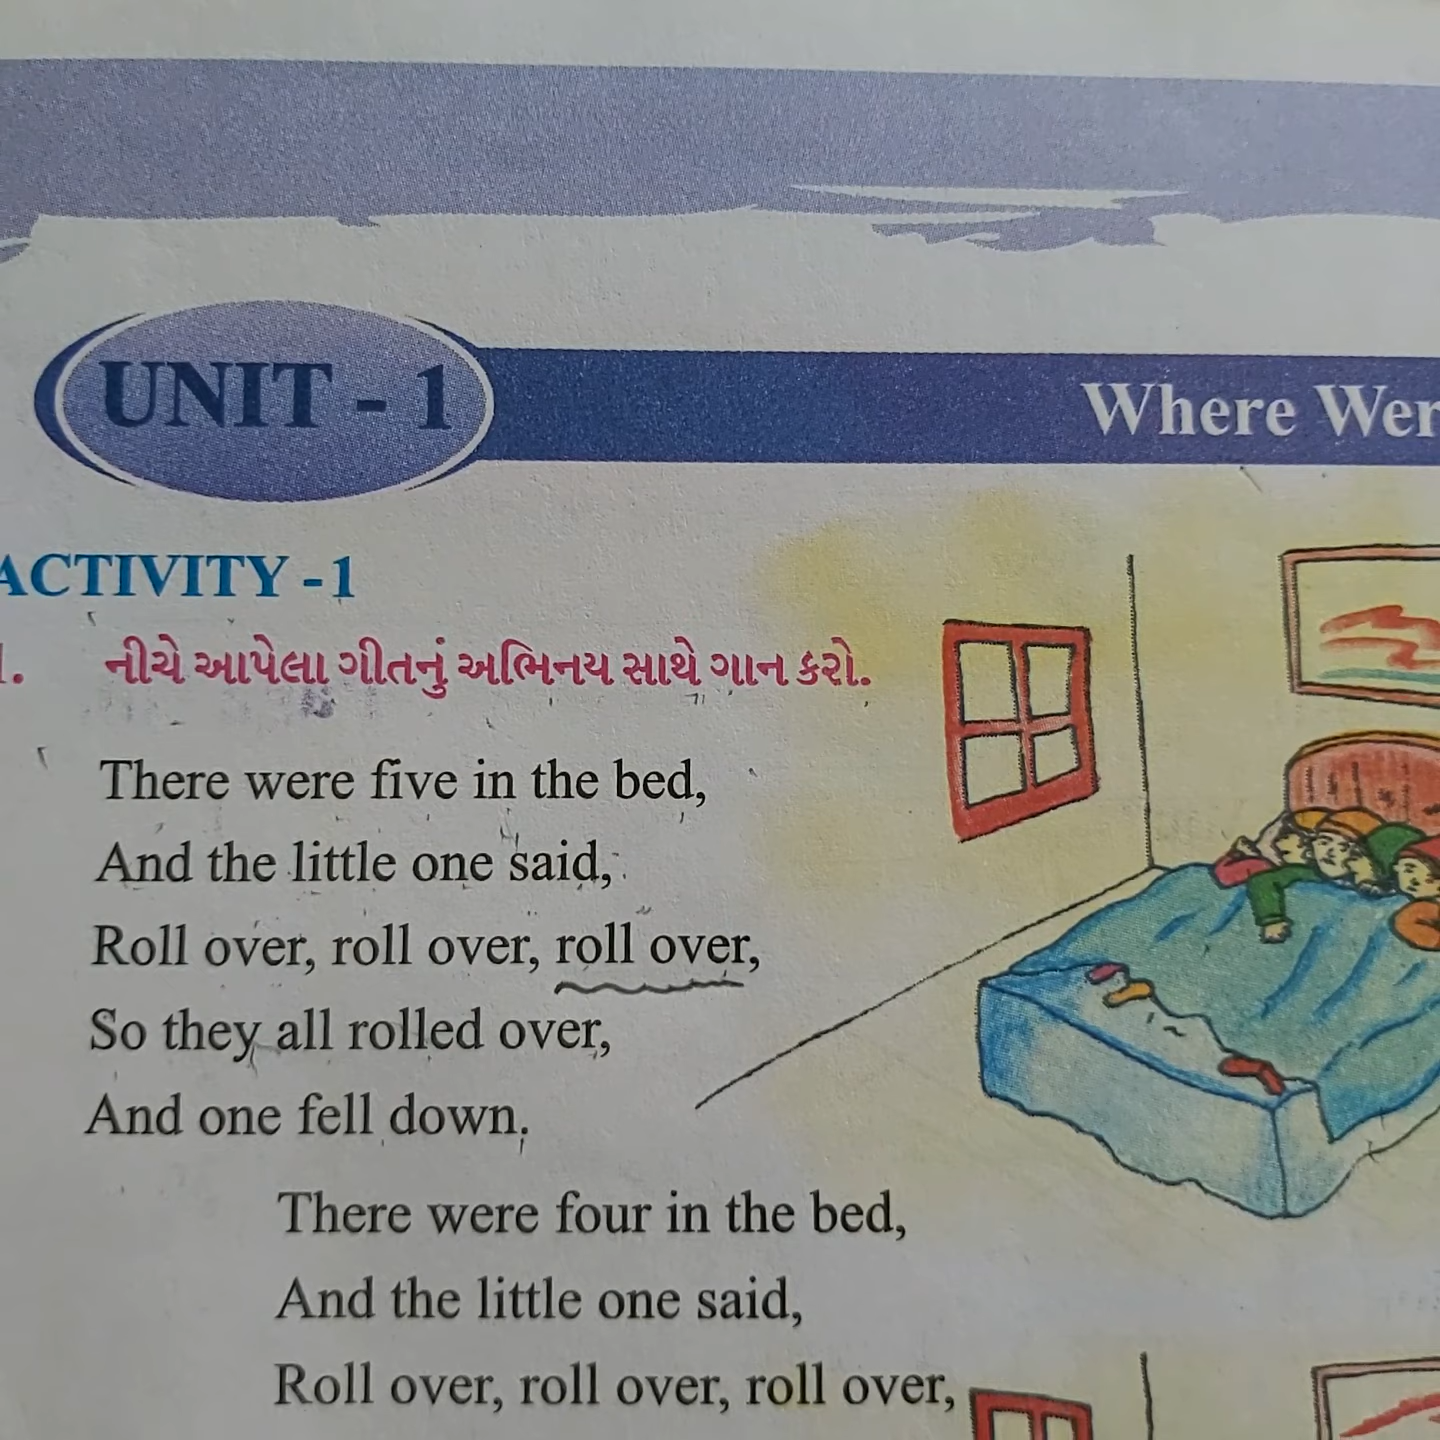 UNIT - 1
Where Wer
ACTIVITY -1
નીચે આપેલા ગીતનું અભિનય સાથે ગાન કરો.
There were five in the bed,
And the little one said,
Roll over, roll over, roll over,
So they all rolled over,
And one fell down.
There were four in the bed,
And the little one said,
Roll over, roll over, roll over,